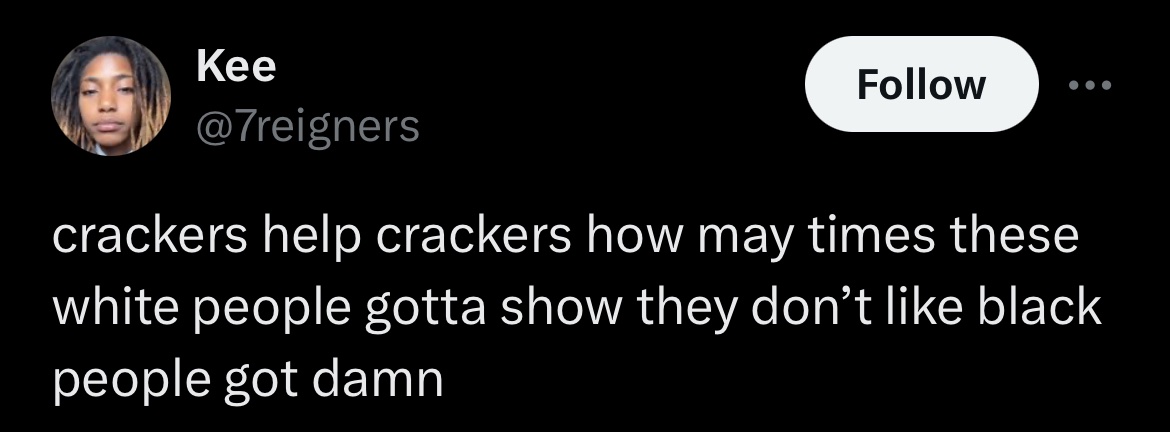 Kee
@7reigners
Follow
crackers help crackers how may times these
white people gotta show they don’t like black
people got damn